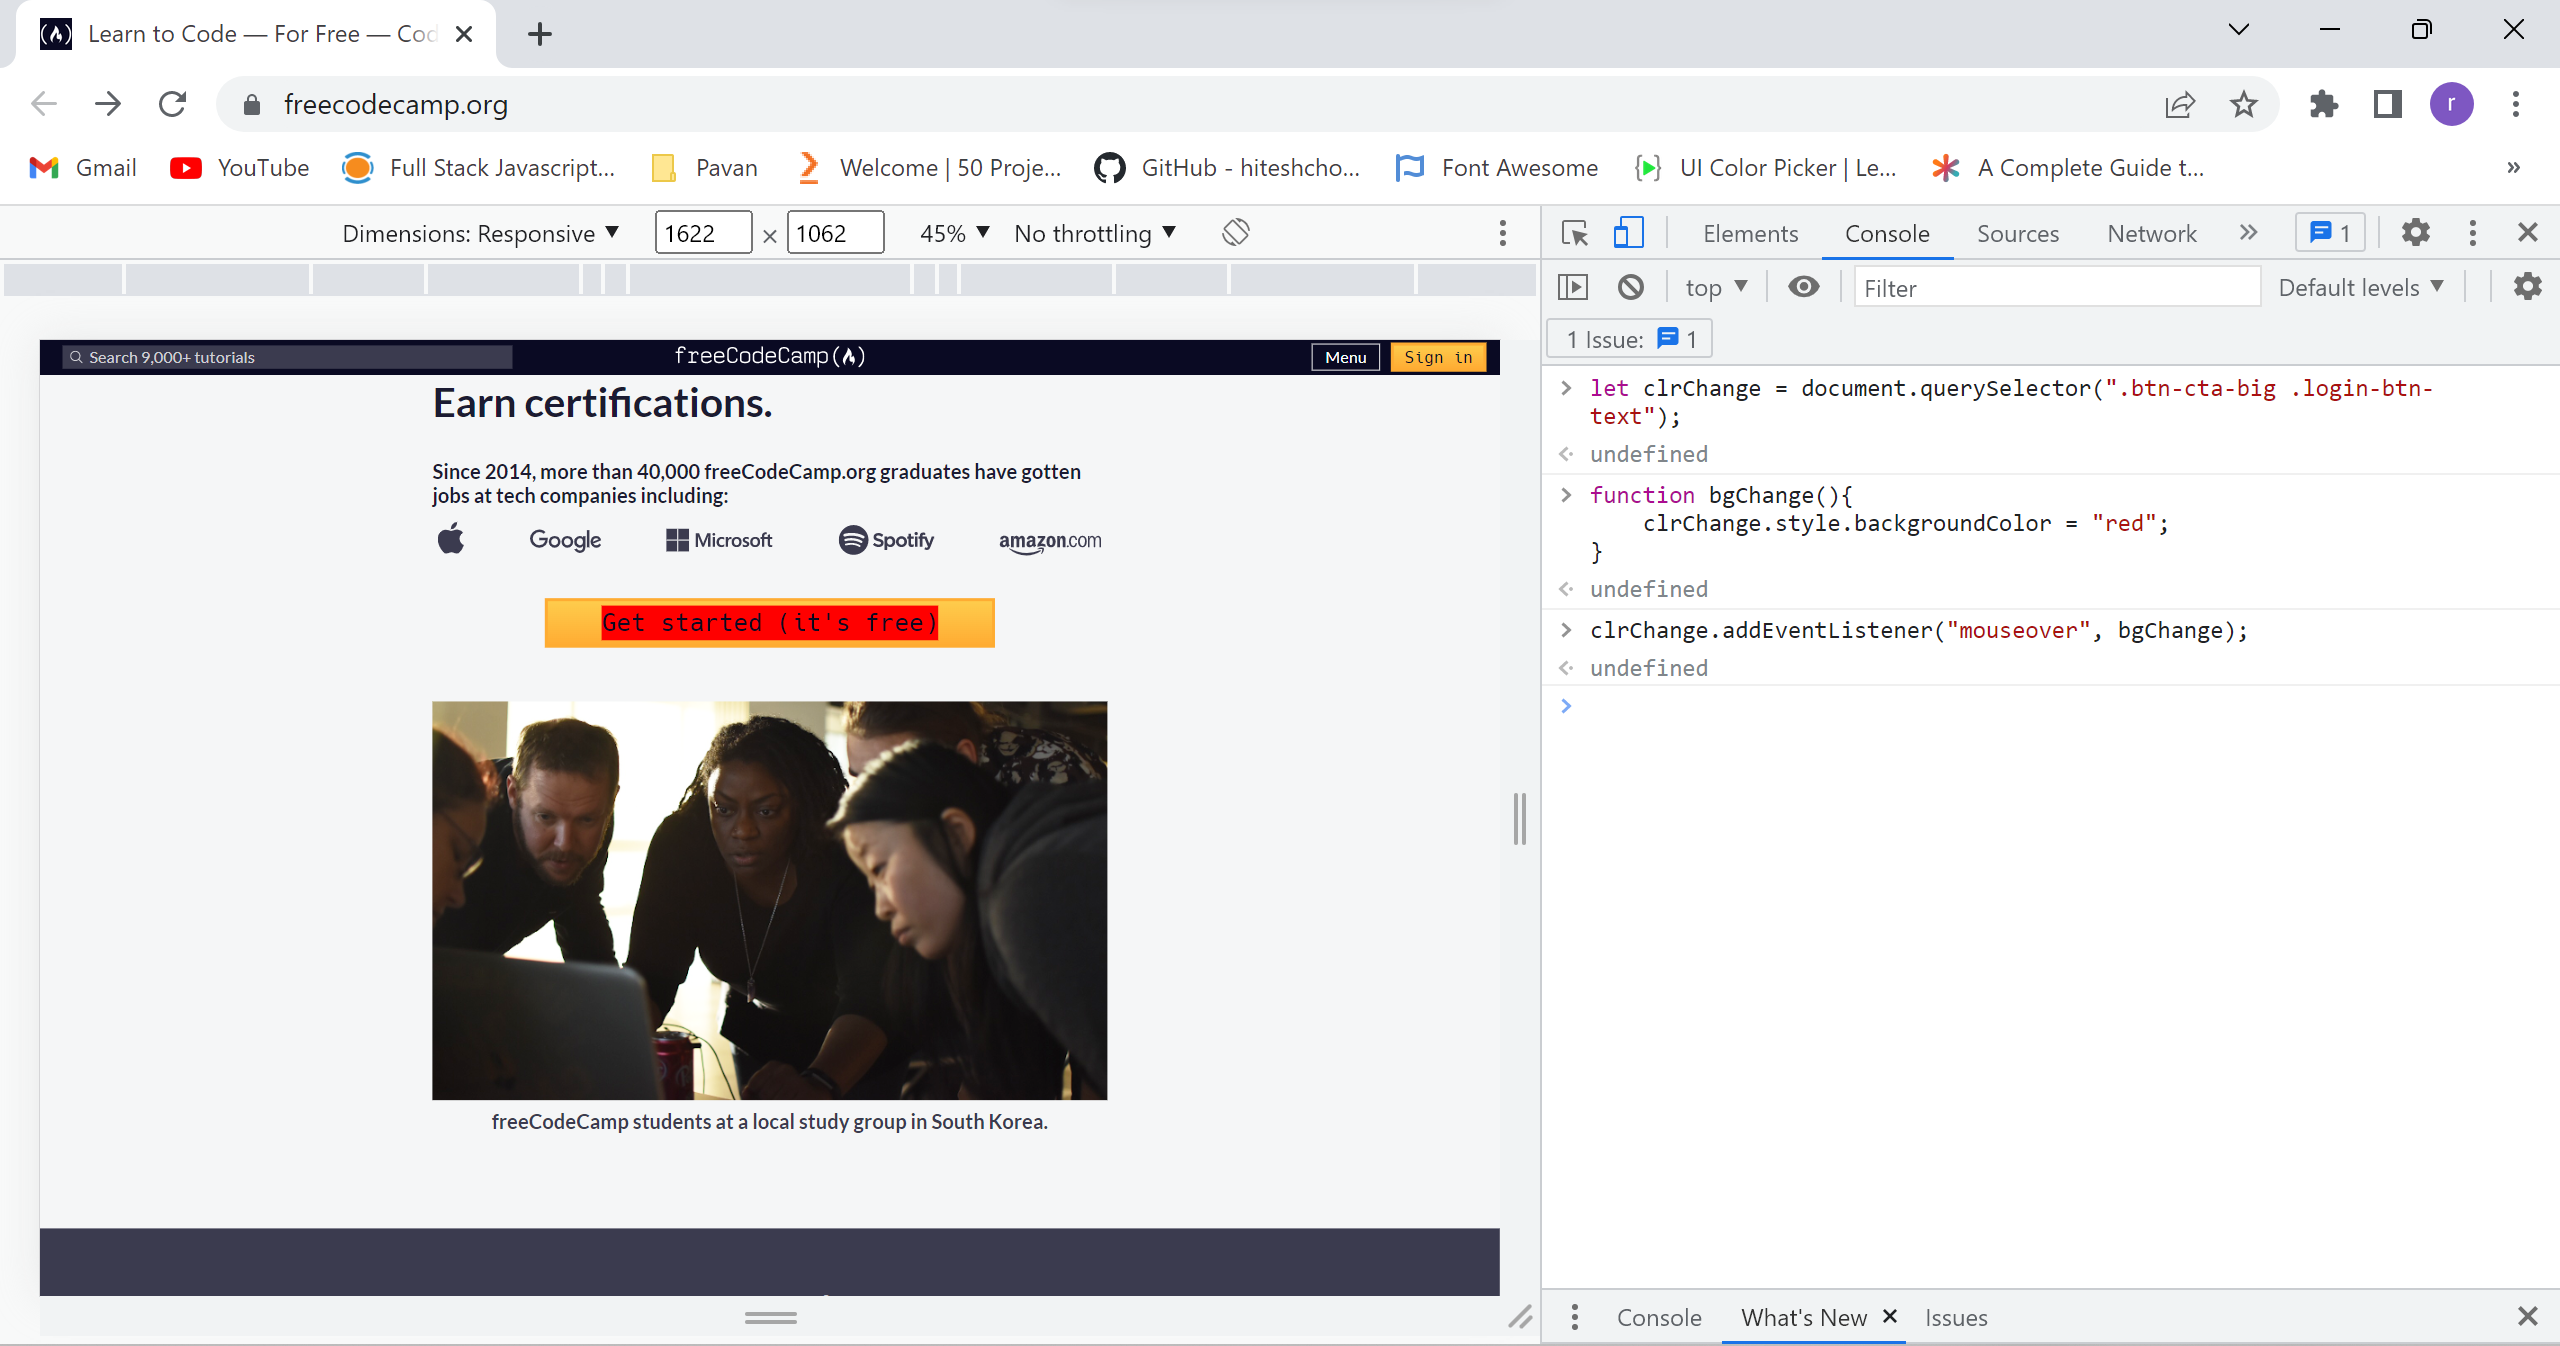 Learn to Code — For Free — Cod
freecodecamp.org
r
Gmail YouTube Full Stack Javascript... Pavan Welcome | 50 Proje... GitHub - hiteshcho... Font Awesome UI Color Picker | Le... A Complete Guide t... »
Dimensions: Responsive 1622 × 1062 45% No throttling
Elements Console Sources Network » 1
top Filter Default levels
1 Issue: 1
Search 9,000+ tutorials freeCodeCamp Menu Sign in
Earn certifications.
Since 2014, more than 40,000 freeCodeCamp.org graduates have gotten
jobs at tech companies including:
Google Microsoft Spotify amazon.com
Get started (it's free)
freeCodeCamp students at a local study group in South Korea.
let clrChange = document.querySelector(".btn-cta-big .login-btn-
text");
undefined
function bgChange(){
clrChange.style.backgroundColor = "red";
}
undefined
clrChange.addEventListener("mouseover", bgChange);
undefined
Console What's New Issues